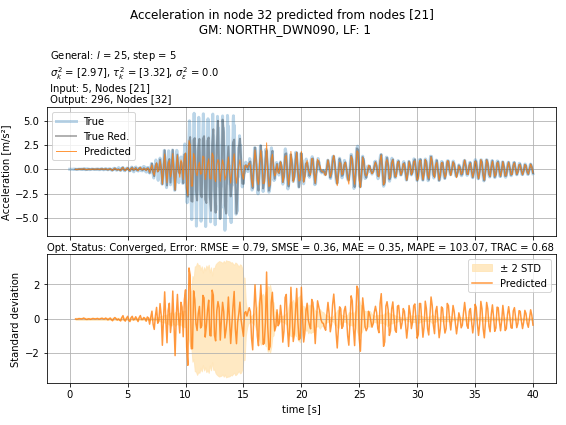 Acceleration in node 32 predicted from nodes [21]
GM: NORTHR_DWN090, LF: 1
General: l = 25, step = 5
σ²ₖ = [2.97], τ²ₖ = [3.32], σ²ε = 0.0
Input: 5, Nodes [21]
Output: 296, Nodes [32]
Acceleration [m/s²]
5.0
2.5
0.0
−2.5
−5.0
True
True Red.
Predicted
Opt. Status: Converged, Error: RMSE = 0.79, SMSE = 0.36, MAE = 0.35, MAPE = 103.07, TRAC = 0.68
Standard deviation
2
0
−2
± 2 STD
Predicted
0 5 10 15 20 25 30 35 40
time [s]